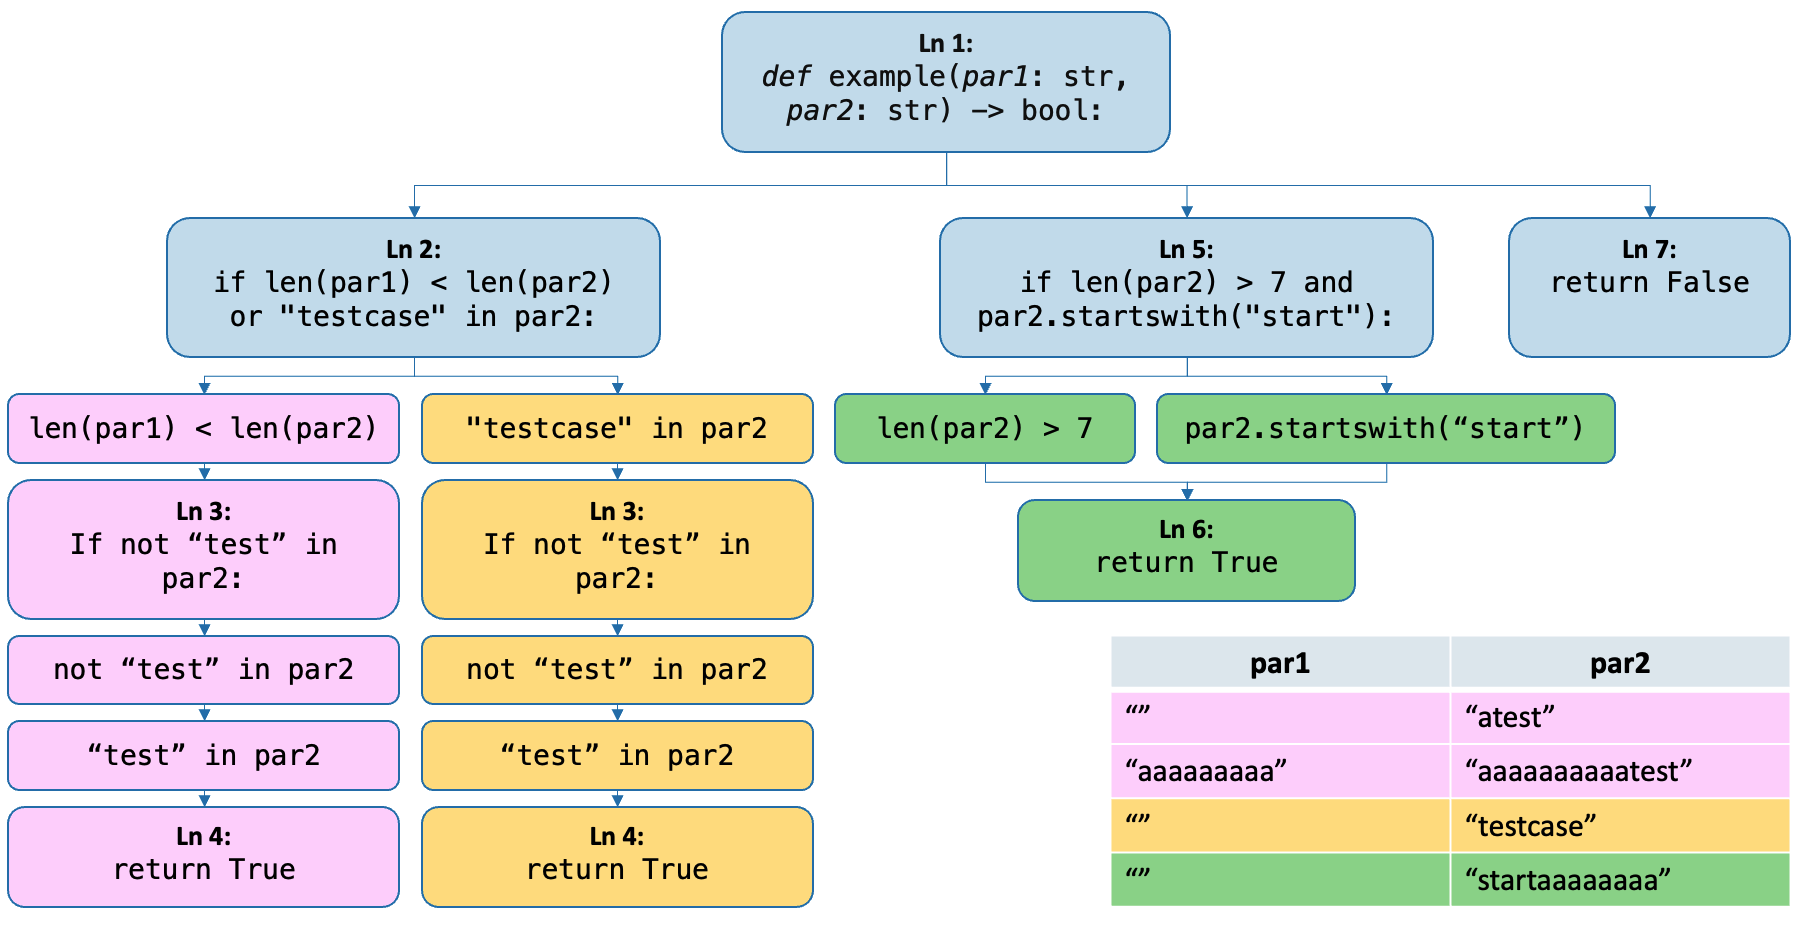 Ln 1:
def example(par1: str,
par2: str) –> bool:
Ln 2:
if len(par1) < len(par2)
or "testcase" in par2:
Ln 5:
if len(par2) > 7 and
par2.startswith("start"):
Ln 7:
return False
len(par1) < len(par2)
"testcase" in par2
len(par2) > 7
par2.startswith(“start”)
Ln 3:
If not “test” in
par2:
Ln 3:
If not “test” in
par2:
Ln 6:
return True
not “test” in par2
not “test” in par2
“test” in par2
“test” in par2
Ln 4:
return True
Ln 4:
return True
par1 par2
“” “atest”
“aaaaaaaaa” “aaaaaaaaaatest”
“” “testcase”
“” “startaaaaaaaa”